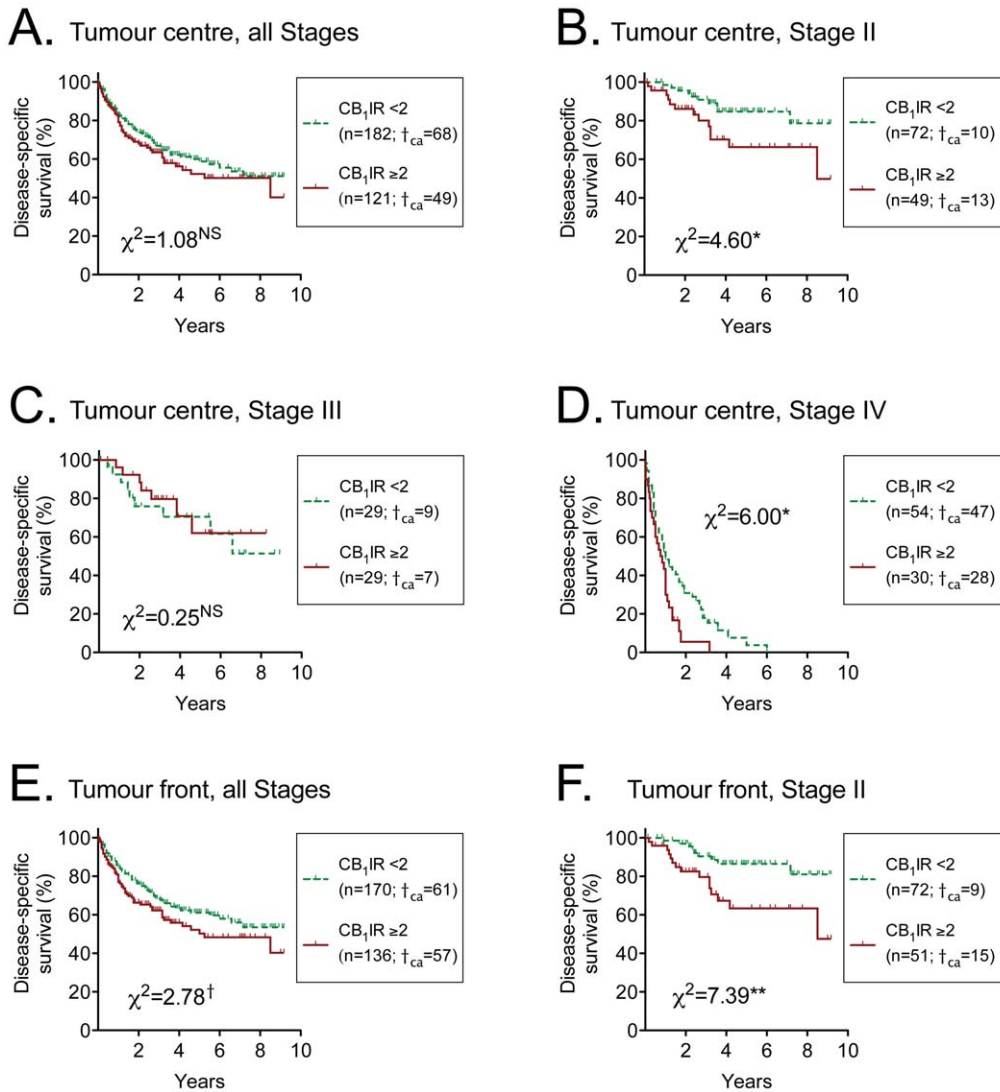 A. Tumour centre, all Stages
Disease-specific
survival (%)
100
80
60
40
20
0
2 4 6 8 10
Years
χ²=1.08ᴺˢ
CB₁IR <2
(n=182; †ca=68)
CB₁IR ≥2
(n=121; †ca=49)
B. Tumour centre, Stage II
Disease-specific
survival (%)
100
80
60
40
20
0
2 4 6 8 10
Years
χ²=4.60*
CB₁IR <2
(n=72; †ca=10)
CB₁IR ≥2
(n=49; †ca=13)
C. Tumour centre, Stage III
Disease-specific
survival (%)
100
80
60
40
20
0
2 4 6 8 10
Years
χ²=0.25ᴺˢ
CB₁IR <2
(n=29; †ca=9)
CB₁IR ≥2
(n=29; †ca=7)
D. Tumour centre, Stage IV
Disease-specific
survival (%)
100
80
60
40
20
0
2 4 6 8 10
Years
χ²=6.00*
CB₁IR <2
(n=54; †ca=47)
CB₁IR ≥2
(n=30; †ca=28)
E. Tumour front, all Stages
Disease-specific
survival (%)
100
80
60
40
20
0
2 4 6 8 10
Years
χ²=2.78†
CB₁IR <2
(n=170; †ca=61)
CB₁IR ≥2
(n=136; †ca=57)
F. Tumour front, Stage II
Disease-specific
survival (%)
100
80
60
40
20
0
2 4 6 8 10
Years
χ²=7.39**
CB₁IR <2
(n=72; †ca=9)
CB₁IR ≥2
(n=51; †ca=15)